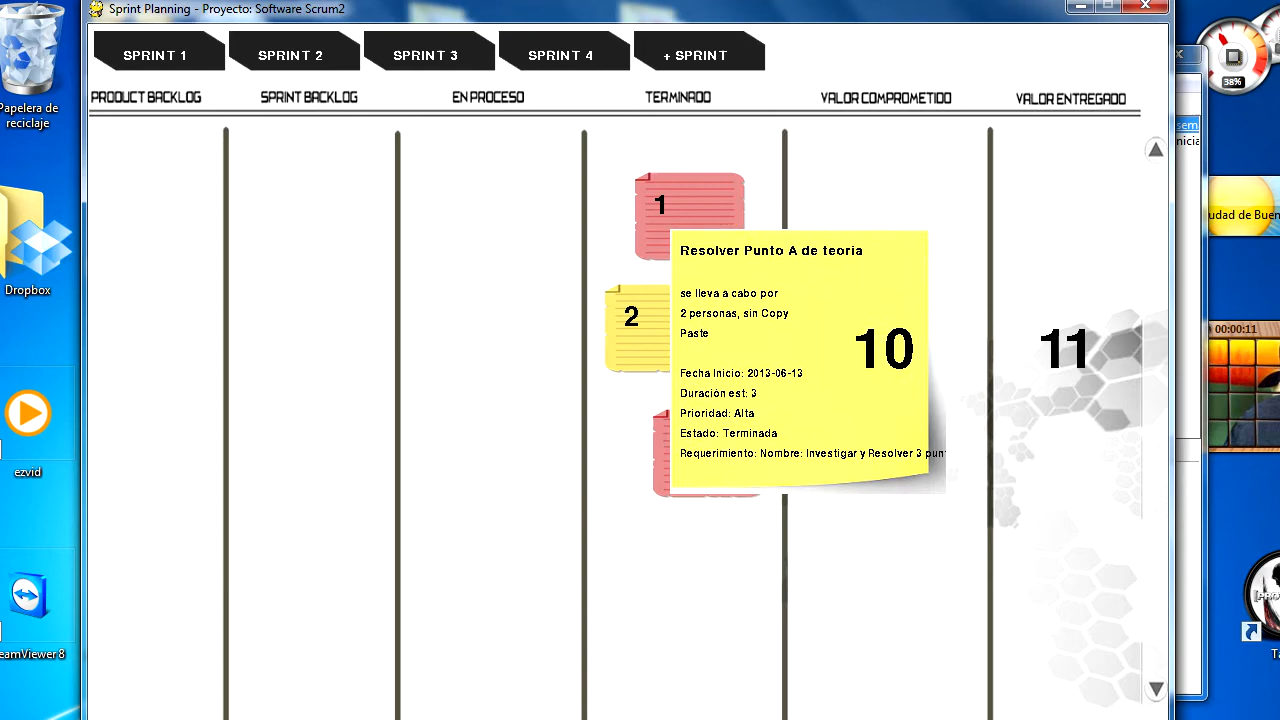 Sprint Planning - Proyecto: Software Scrum2
SPRINT 1
SPRINT 2
SPRINT 3
SPRINT 4
+ SPRINT
PRODUCT BACKLOG
SPRINT BACKLOG
EN PROCESO
TERMINADO
VALOR COMPROMETIDO
VALOR ENTREGADO
1
2
Resolver Punto A de teoria
se lleva a cabo por
2 personas, sin Copy
Paste
10
11
Fecha Inicio: 2013-06-13
Duración est: 3
Prioridad: Alta
Estado: Terminada
Requerimiento: Nombre: Investigar y Resolver 3 pun
Papelera de
reciclaje
Dropbox
ezvid
eamViewer 8
38%
sem
nicia
udad de Buen
00:00:11